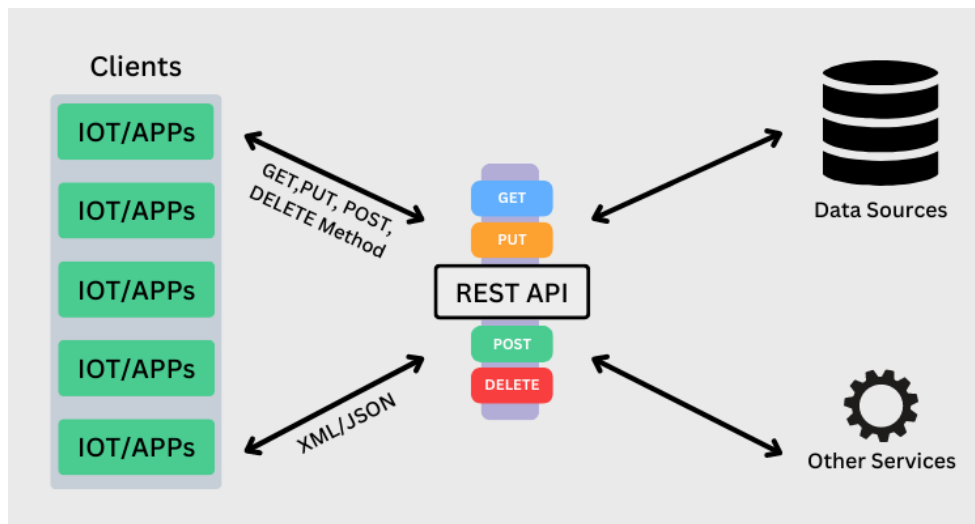 Clients
IOT/APPs
IOT/APPs
IOT/APPs
IOT/APPs
IOT/APPs
GET,PUT, POST,
DELETE Method
XML/JSON
GET
PUT
REST API
POST
DELETE
Data Sources
Other Services